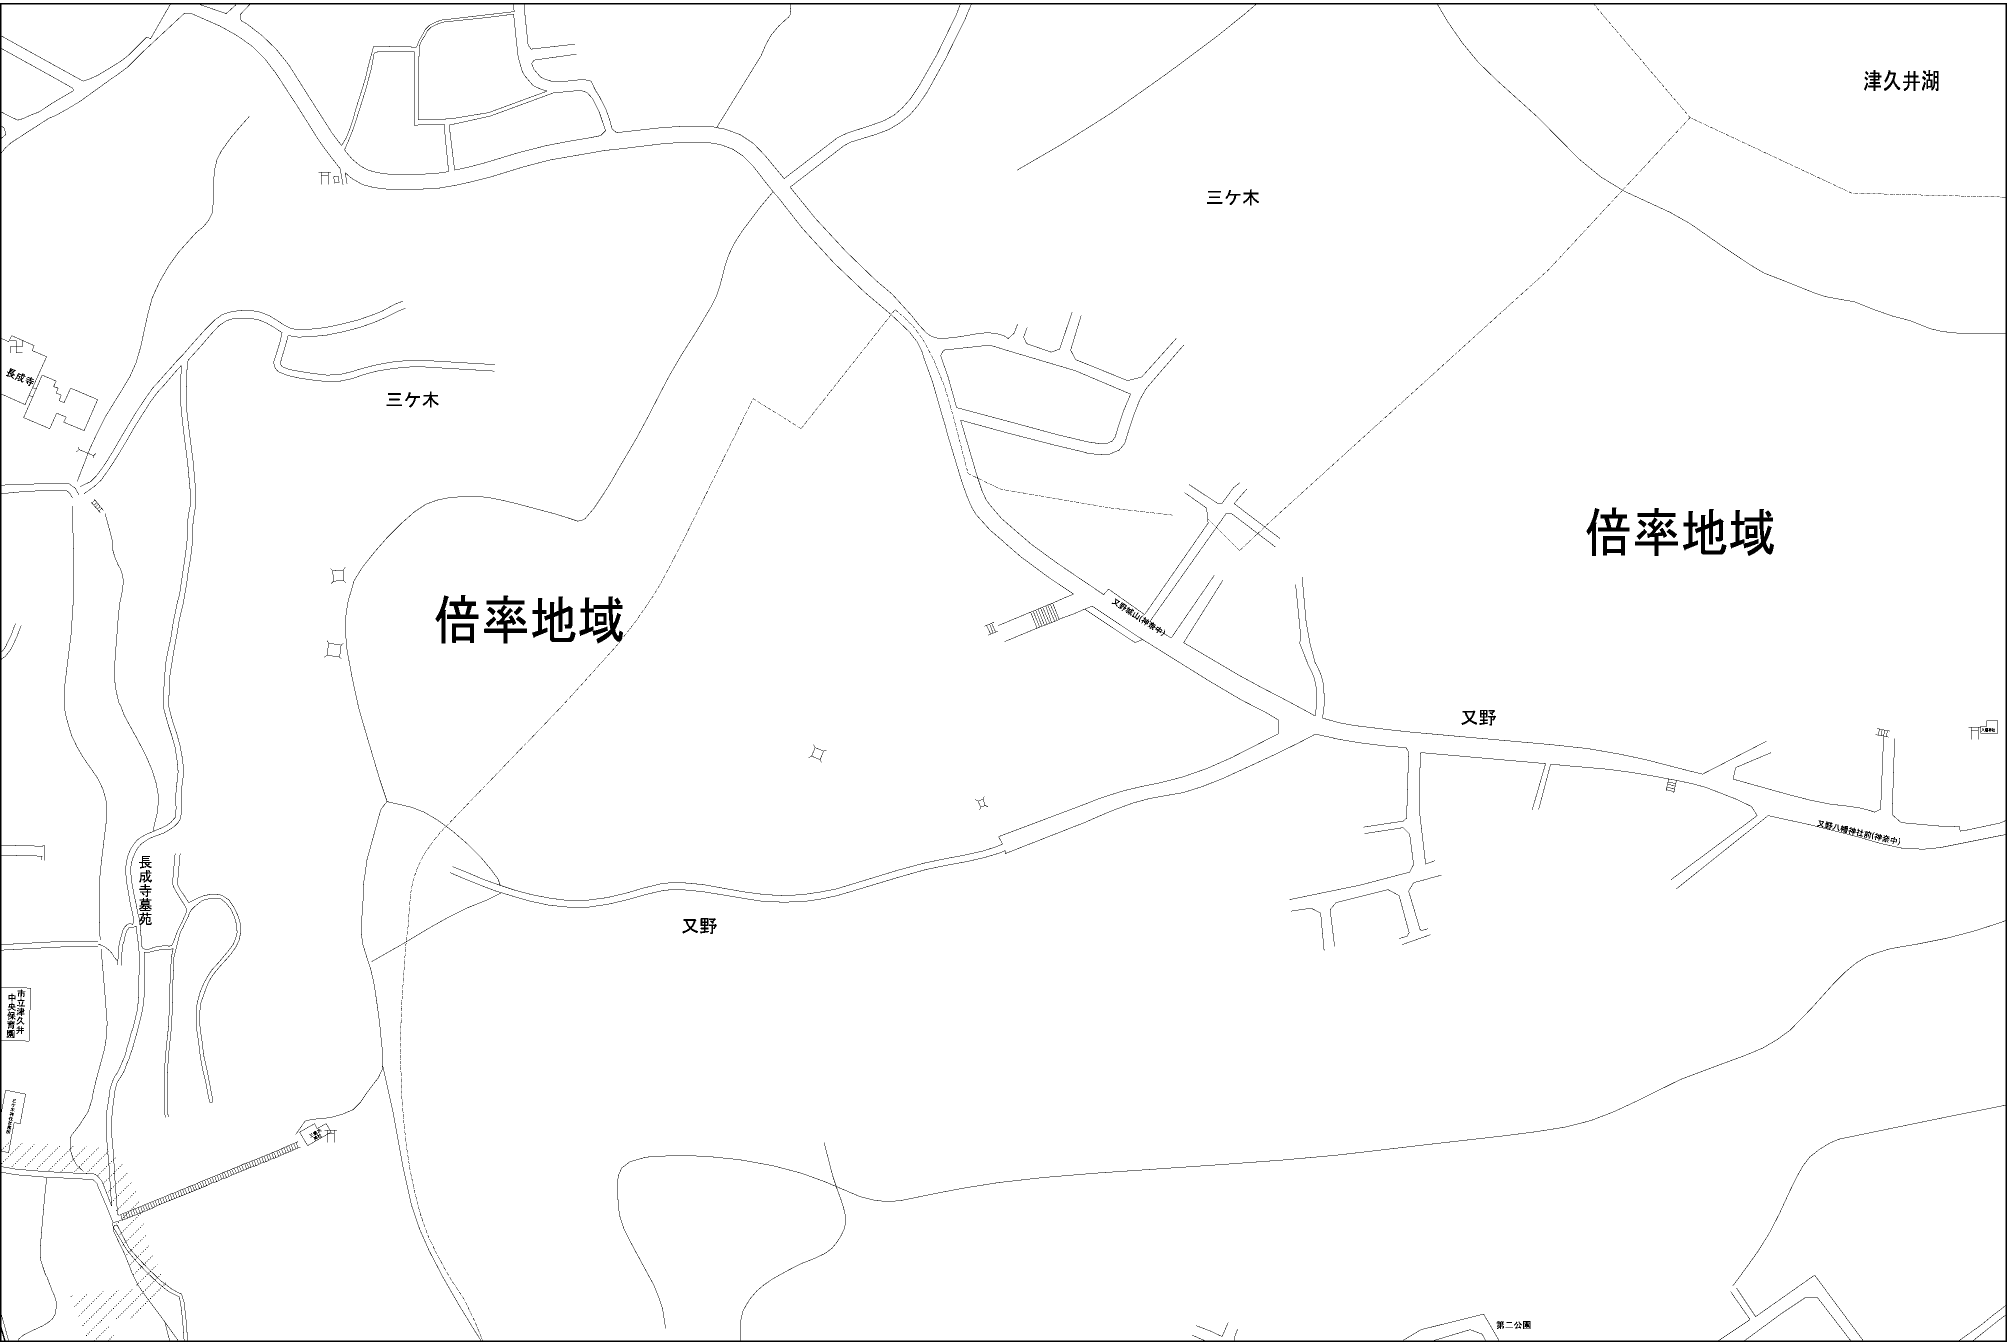 津久井湖
三ケ木
長成寺
三ケ木
倍率地域
倍率地域
又野城山(神奈中)
又野
又野八幡神社前(神奈中)
長成寺墓苑
又野
市立津久井
中央保育園
第二公園